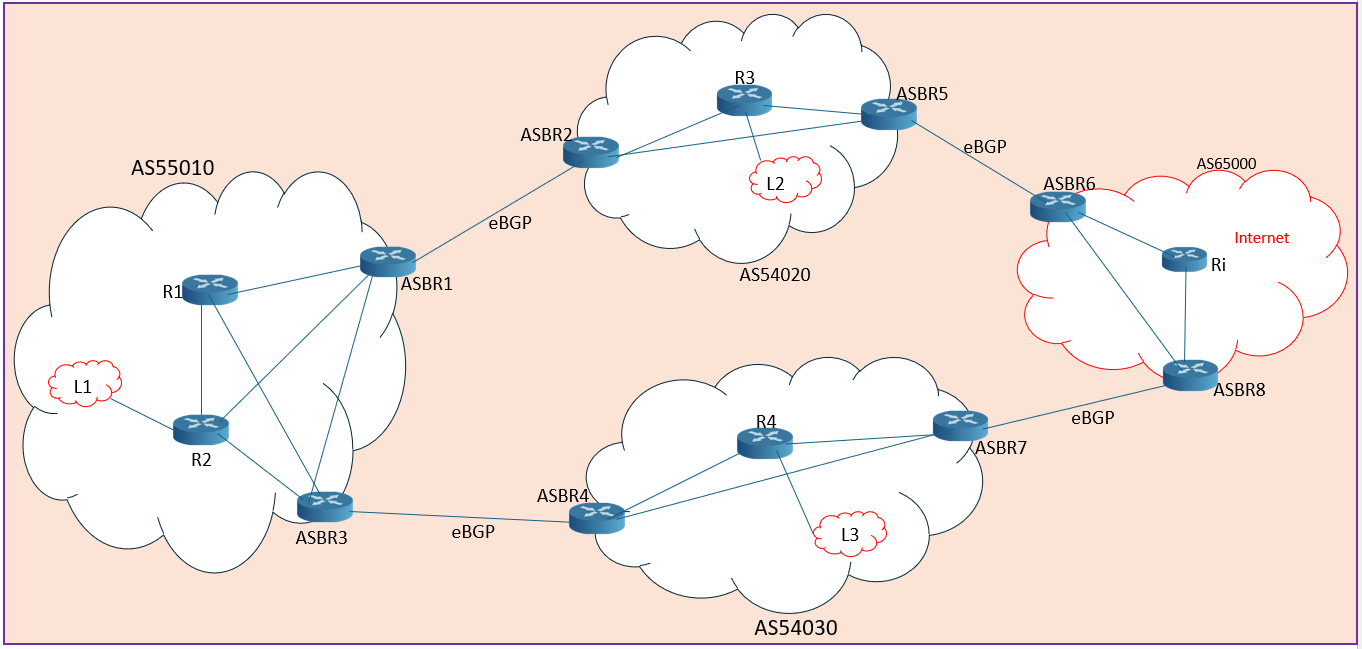 R3
ASBR5
ASBR2
eBGP
AS65000
AS55010
ASBR6
L2
eBGP
Internet
AS54020
Ri
R1
ASBR1
L1
ASBR8
eBGP
R4
ASBR7
R2
ASBR4
eBGP
ASBR3
L3
AS54030